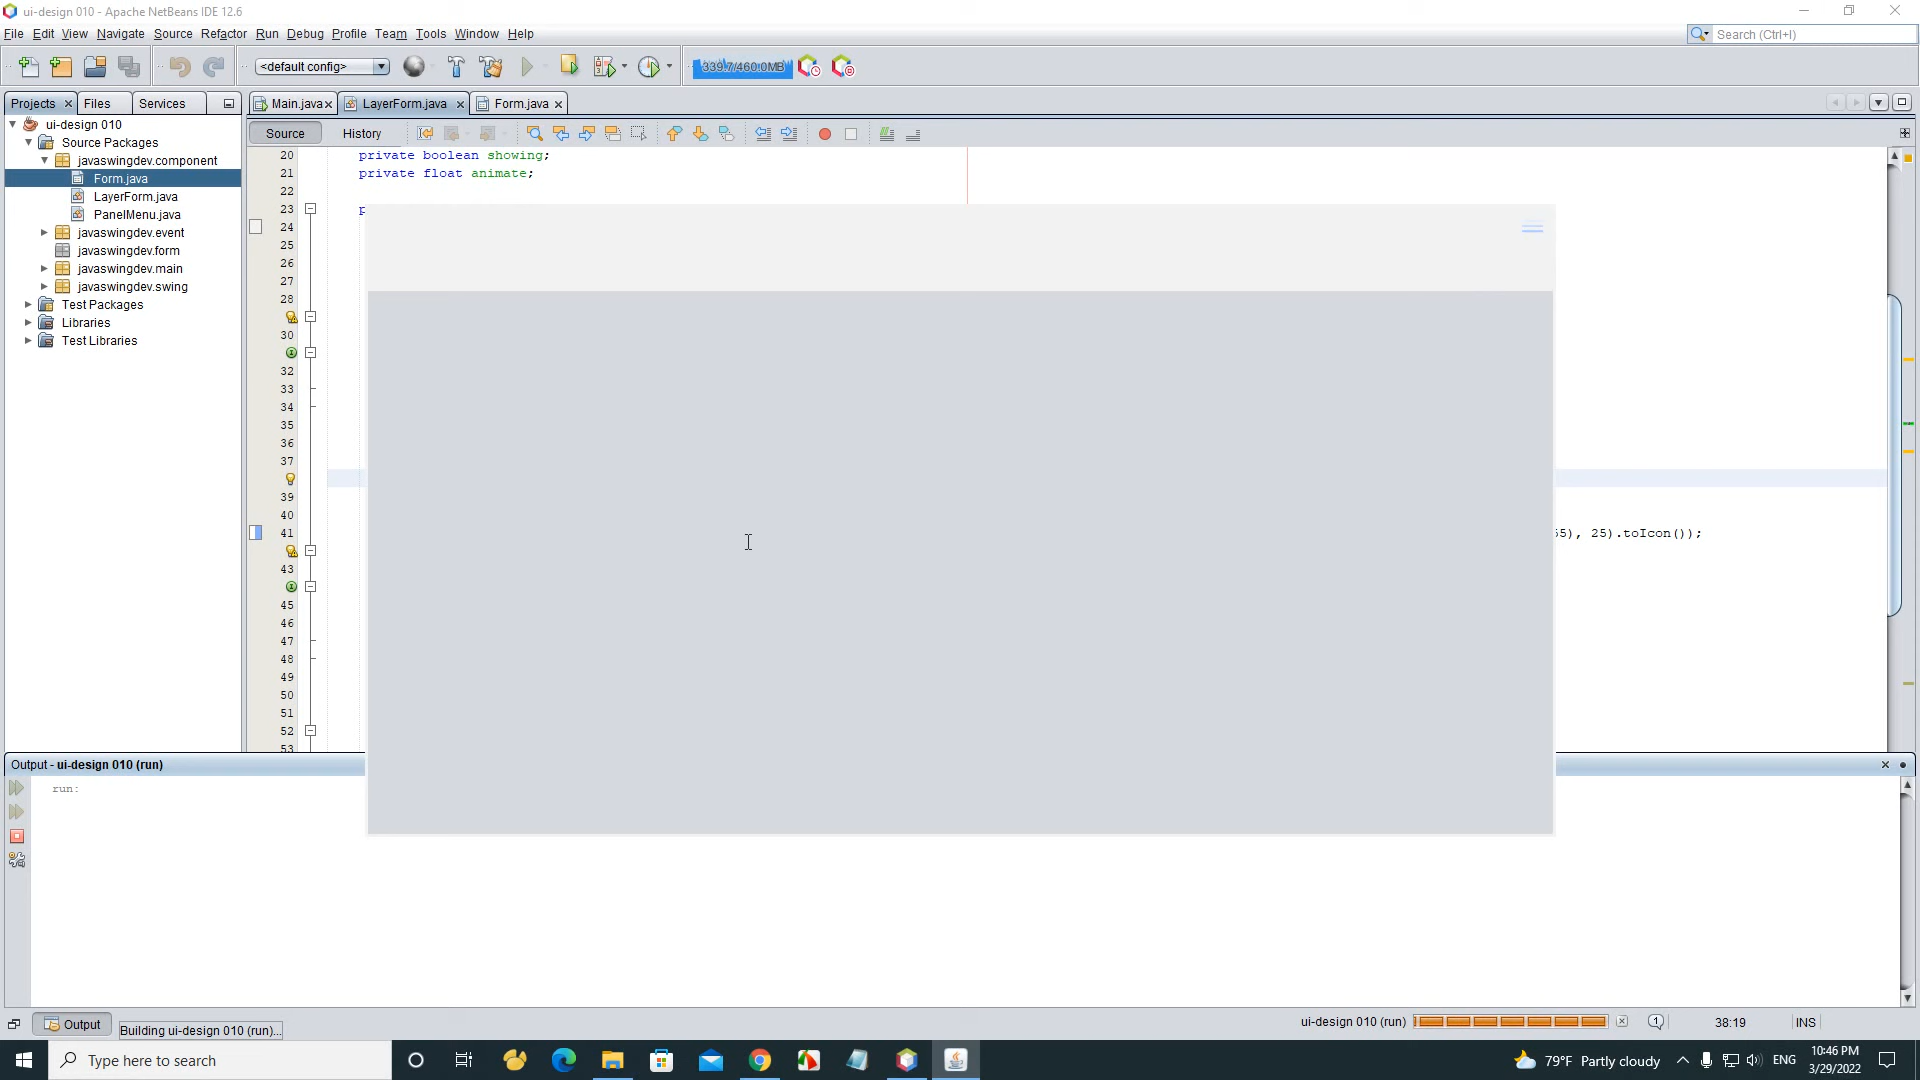 ui-design 010 - Apache NetBeans IDE 12.6
File Edit View Navigate Source Refactor Run Debug Profile Team Tools Window Help
Search (Ctrl+I)
<default config>
339.7/460.0MB
Projects Files Services
Main.java LayerForm.java Form.java
Source History
ui-design 010
Source Packages
javaswingdev.component
Form.java
LayerForm.java
PanelMenu.java
javaswingdev.event
javaswingdev.form
javaswingdev.main
javaswingdev.swing
Test Packages
Libraries
Test Libraries
20 private boolean showing;
21 private float animate;
22
23 p
24
25
26
27
28
30
32
33
34
35
36
37
39
40
41 55), 25).toIcon());
43
45
46
47
48
49
50
51
52
53
Output - ui-design 010 (run)
run:
Output
Building ui-design 010 (run)...
ui-design 010 (run)
1
38:19
INS
Type here to search
79°F Partly cloudy
ENG
10:46 PM
3/29/2022